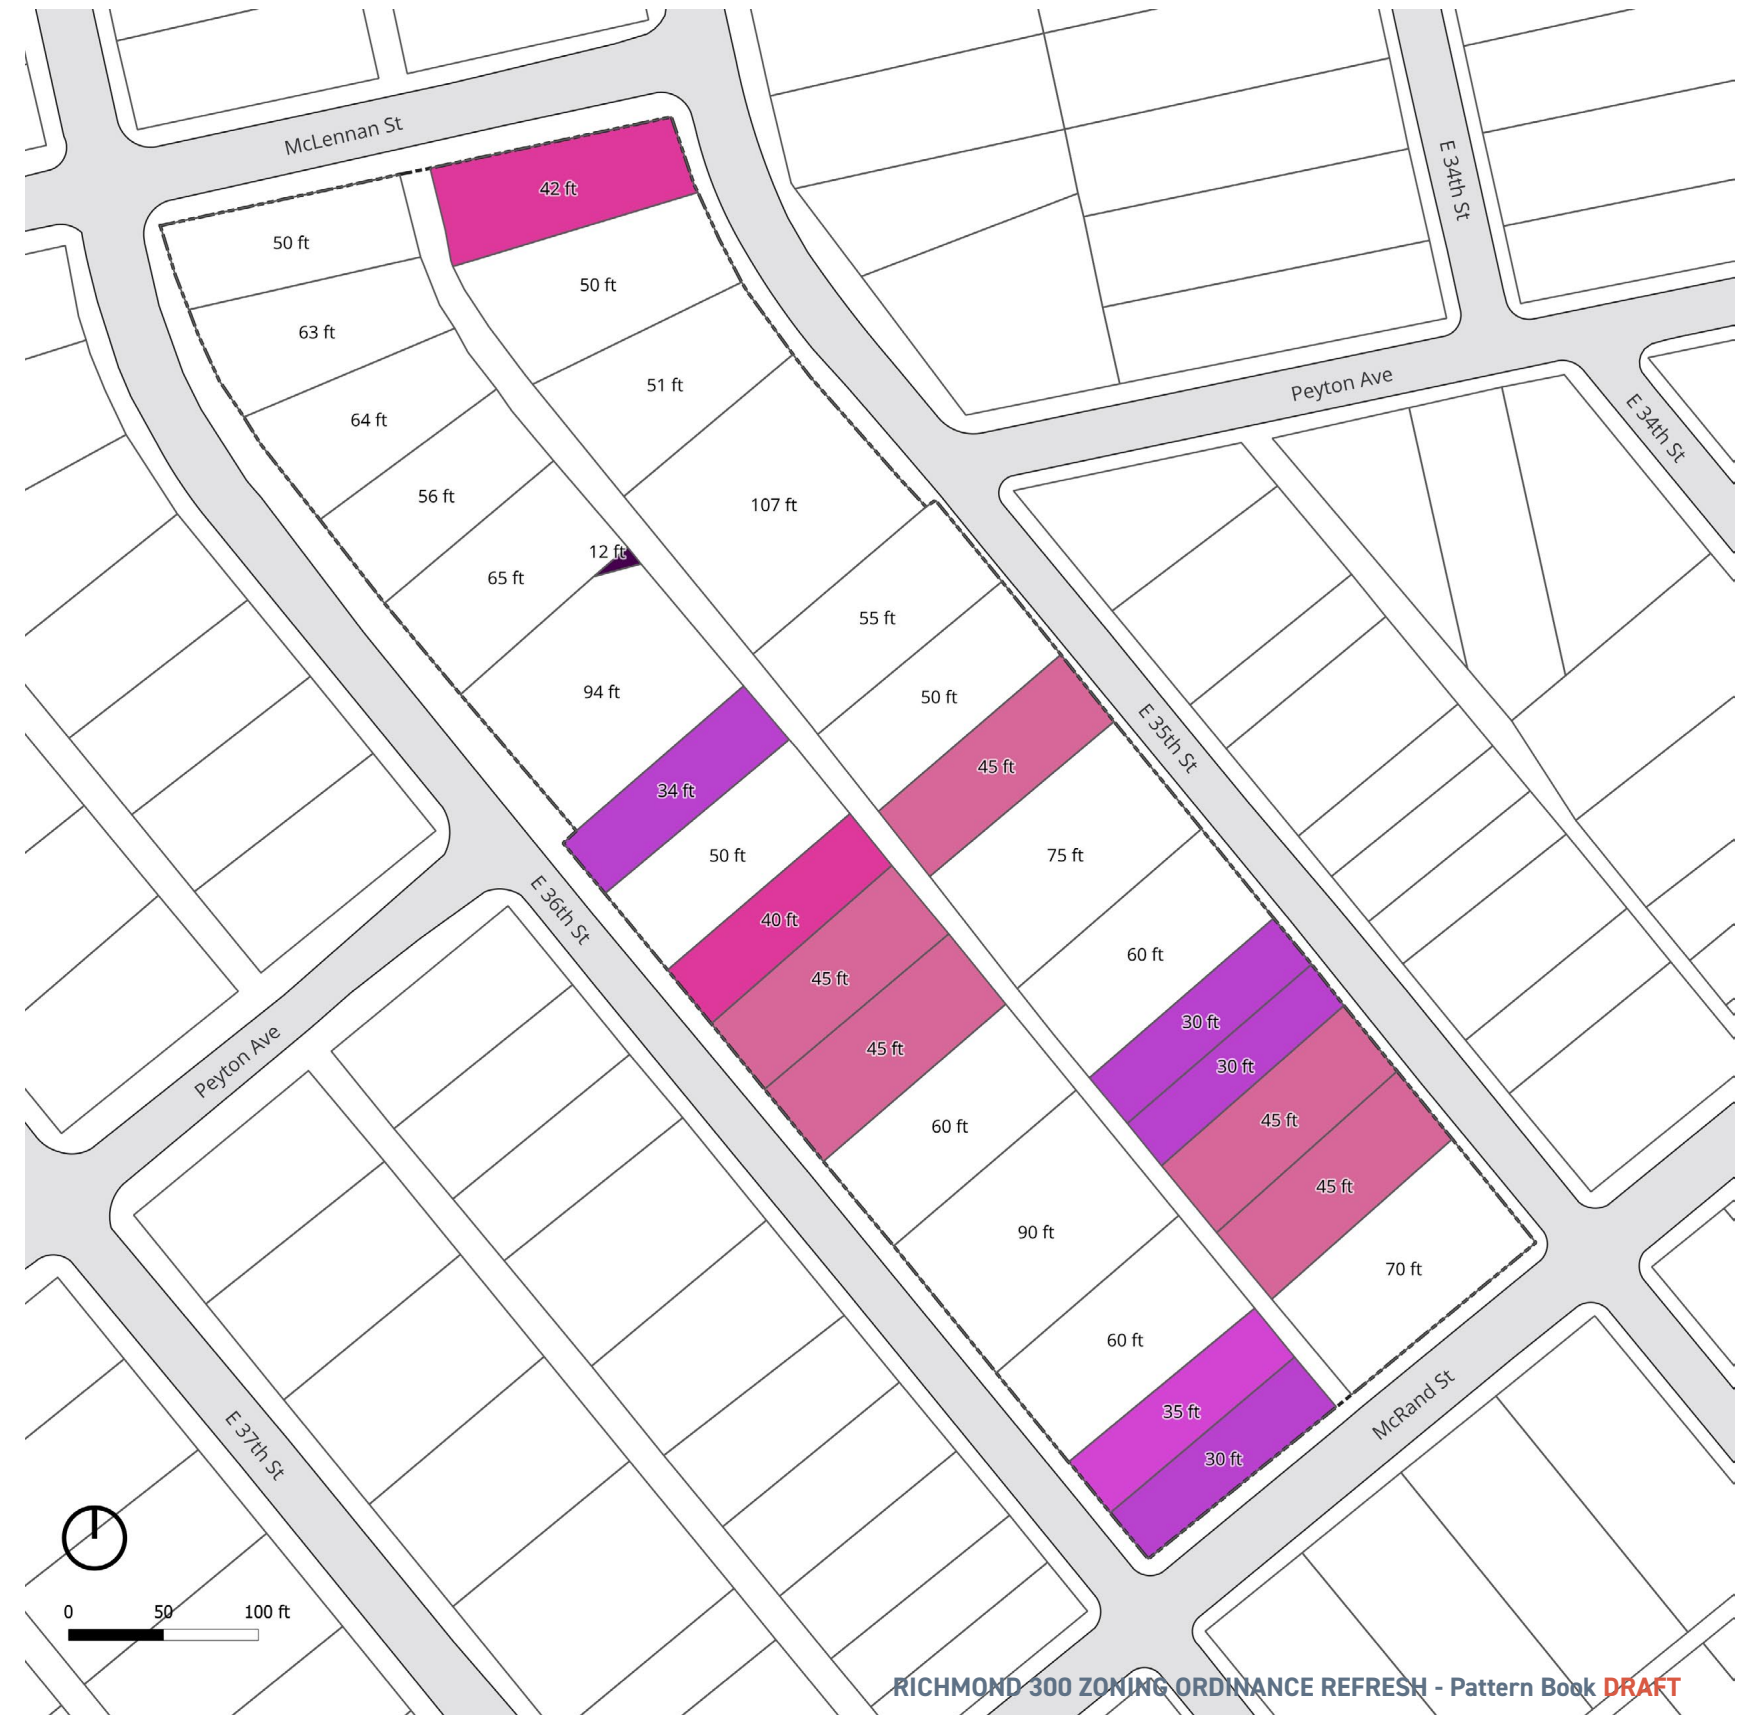 McLennan St
E 34th St
42 ft
50 ft
50 ft
63 ft
Peyton Ave
51 ft
64 ft
E 34th St
56 ft
107 ft
12 ft
65 ft
55 ft
94 ft
50 ft
E 35th St
45 ft
34 ft
50 ft
75 ft
E 36th St
40 ft
60 ft
45 ft
30 ft
45 ft
Peyton Ave
30 ft
45 ft
60 ft
45 ft
90 ft
70 ft
60 ft
McRand St
35 ft
E 37th St
30 ft
0 50 100 ft
RICHMOND 300 ZONING ORDINANCE REFRESH - Pattern Book DRAFT